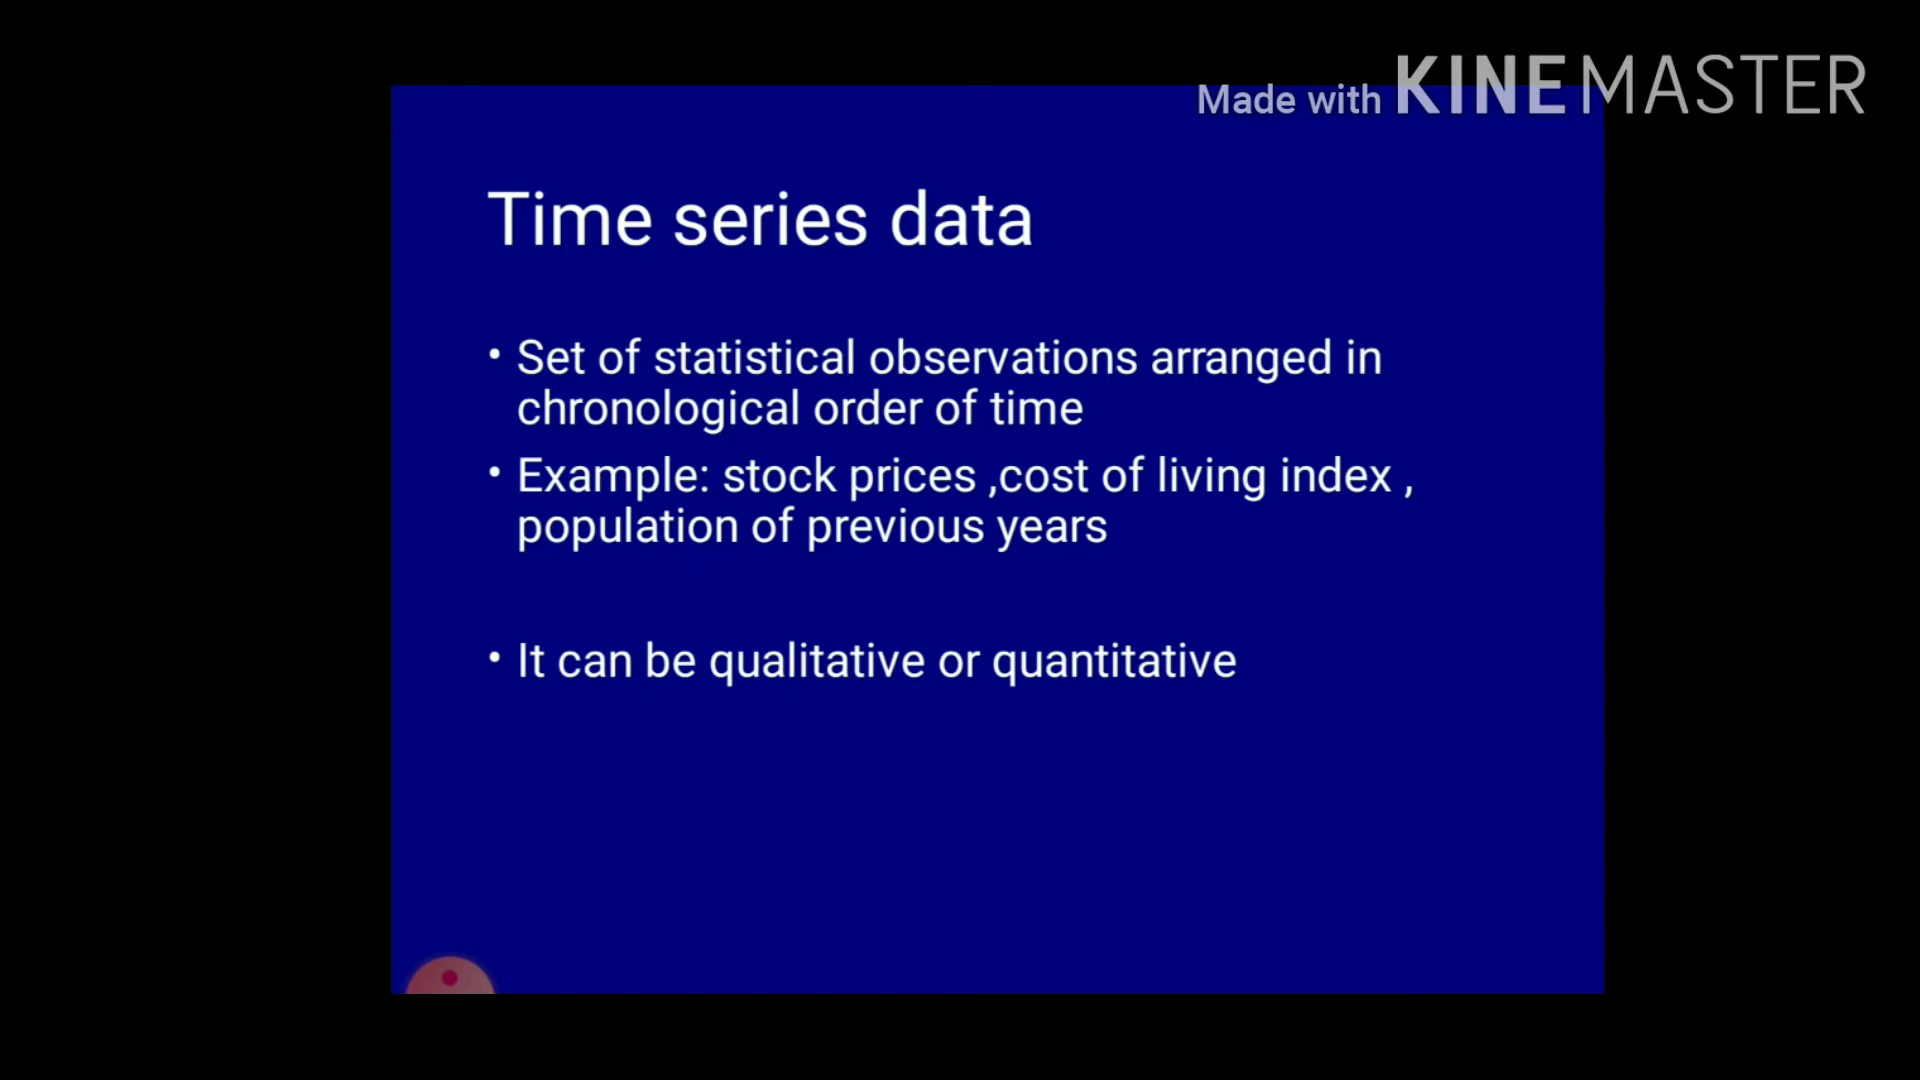 Made with KINEMASTER
Time series data
• Set of statistical observations arranged in
chronological order of time
• Example: stock prices ,cost of living index ,
population of previous years
• It can be qualitative or quantitative